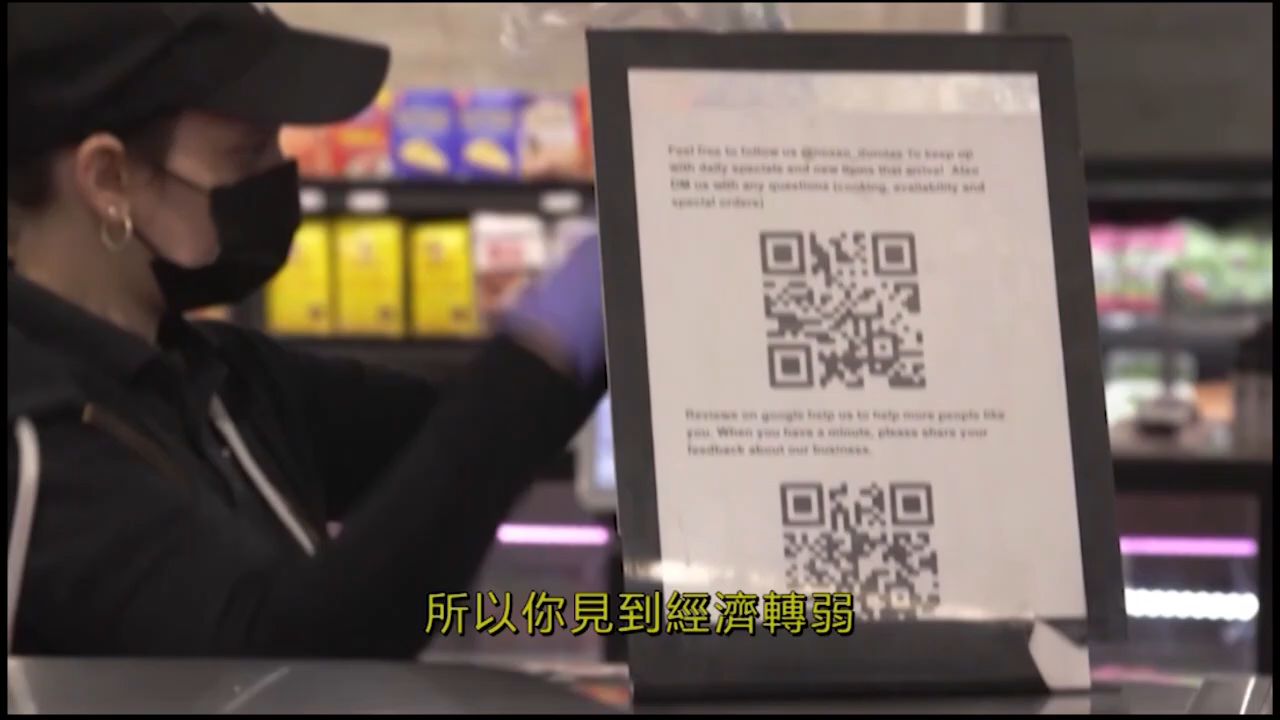 Feel free to follow us @nosso_dundas to keep up
with daily specials and new items that arrive! Also
DM us with any questions (cooking, availability and
special orders)
Reviews on google help us to help more people like
you. When you have a minute, please share your
feedback about our business.
所以你見到經濟轉弱